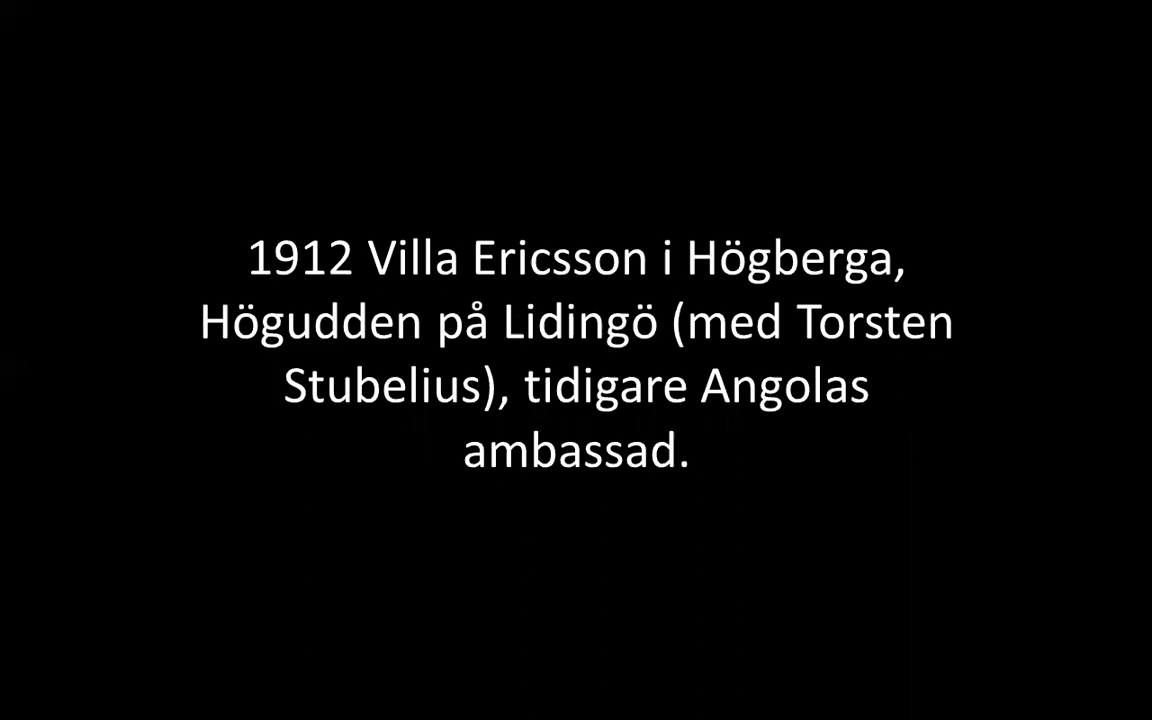 1912 Villa Ericsson i Högberga,
Högudden på Lidingö (med Torsten
Stubelius), tidigare Angolas
ambassad.